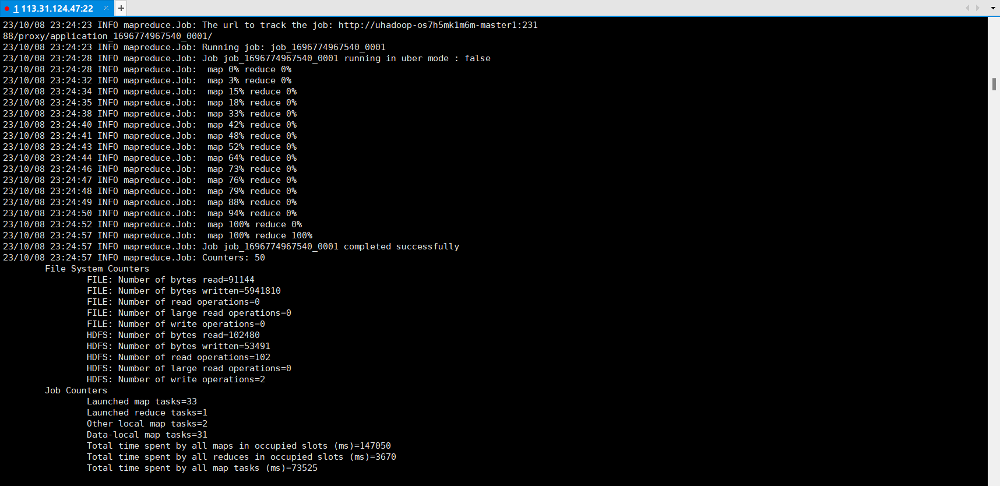 1 113.31.124.47:22 × +
23/10/08 23:24:23 INFO mapreduce.Job: The url to track the job: http://uhadoop-os7h5mk1m6m-master1:231
88/proxy/application_1696774967540_0001/
23/10/08 23:24:23 INFO mapreduce.Job: Running job: job_1696774967540_0001
23/10/08 23:24:28 INFO mapreduce.Job: Job job_1696774967540_0001 running in uber mode : false
23/10/08 23:24:28 INFO mapreduce.Job:  map 0% reduce 0%
23/10/08 23:24:32 INFO mapreduce.Job:  map 3% reduce 0%
23/10/08 23:24:34 INFO mapreduce.Job:  map 15% reduce 0%
23/10/08 23:24:35 INFO mapreduce.Job:  map 18% reduce 0%
23/10/08 23:24:38 INFO mapreduce.Job:  map 33% reduce 0%
23/10/08 23:24:40 INFO mapreduce.Job:  map 42% reduce 0%
23/10/08 23:24:41 INFO mapreduce.Job:  map 48% reduce 0%
23/10/08 23:24:43 INFO mapreduce.Job:  map 52% reduce 0%
23/10/08 23:24:44 INFO mapreduce.Job:  map 64% reduce 0%
23/10/08 23:24:46 INFO mapreduce.Job:  map 73% reduce 0%
23/10/08 23:24:47 INFO mapreduce.Job:  map 76% reduce 0%
23/10/08 23:24:48 INFO mapreduce.Job:  map 79% reduce 0%
23/10/08 23:24:49 INFO mapreduce.Job:  map 88% reduce 0%
23/10/08 23:24:50 INFO mapreduce.Job:  map 94% reduce 0%
23/10/08 23:24:52 INFO mapreduce.Job:  map 100% reduce 0%
23/10/08 23:24:57 INFO mapreduce.Job:  map 100% reduce 100%
23/10/08 23:24:57 INFO mapreduce.Job: Job job_1696774967540_0001 completed successfully
23/10/08 23:24:57 INFO mapreduce.Job: Counters: 50
File System Counters
FILE: Number of bytes read=91144
FILE: Number of bytes written=5941810
FILE: Number of read operations=0
FILE: Number of large read operations=0
FILE: Number of write operations=0
HDFS: Number of bytes read=102480
HDFS: Number of bytes written=53491
HDFS: Number of read operations=102
HDFS: Number of large read operations=0
HDFS: Number of write operations=2
Job Counters
Launched map tasks=33
Launched reduce tasks=1
Other local map tasks=2
Data-local map tasks=31
Total time spent by all maps in occupied slots (ms)=147050
Total time spent by all reduces in occupied slots (ms)=3670
Total time spent by all map tasks (ms)=73525